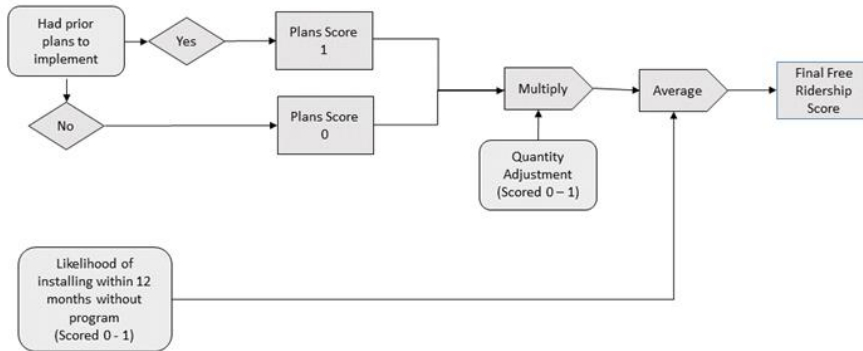 Had prior
plans to
implement
Yes
Plans Score
1
Multiply
Average
Final Free
Ridership
Score
No
Plans Score
0
Quantity
Adjustment
(Scored 0 – 1)
Likelihood of
installing within 12
months without
program
(Scored 0 - 1)